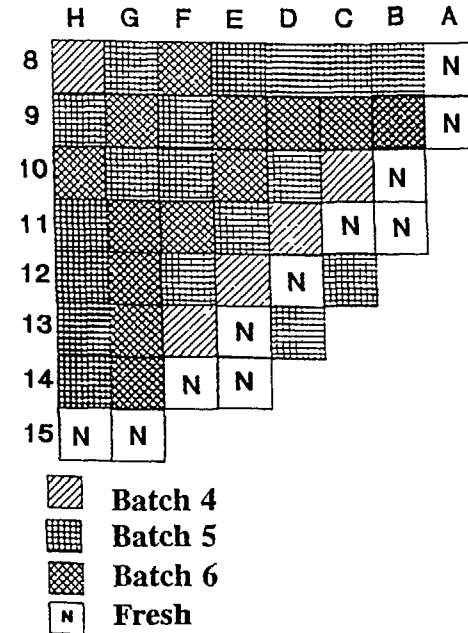 H G F E D C B A
8 N
9 N
10 N
11 N N
12 N
13 N
14 N N
15 N N
Batch 4
Batch 5
Batch 6
N Fresh